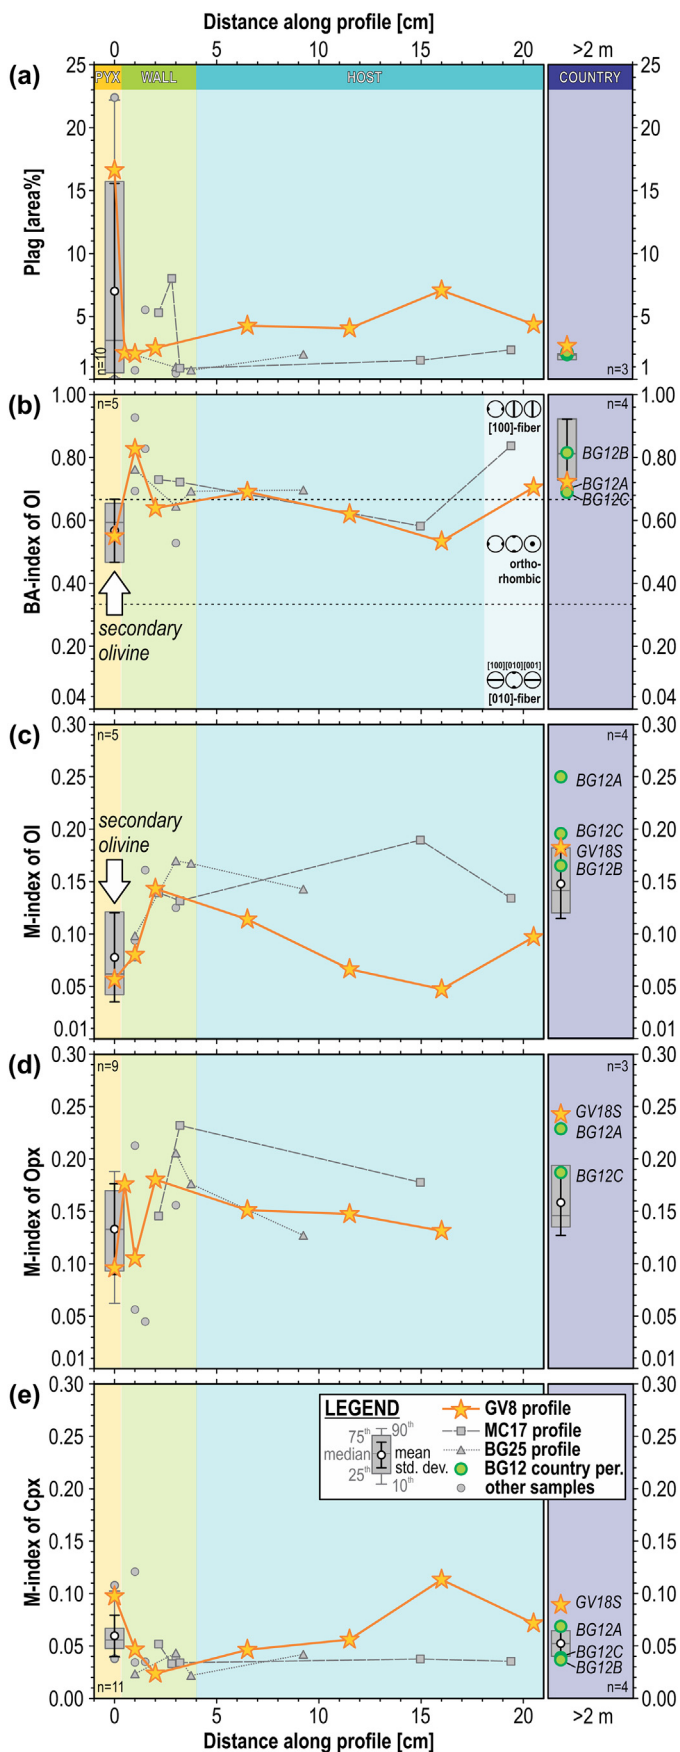 Distance along profile [cm]
0 5 10 15 20 >2 m
(a)
PYX WALL HOST COUNTRY
Plag [area%]
25 25
20 20
15 15
10 10
5 5
1 1
n=10 n=3
(b)
BA-index of Ol
1.00 1.00
0.80 0.80
0.60 0.60
0.40 0.40
0.20 0.20
0.04 0.04
n=5 n=4
[100]-fiber
BG12B
BG12A
BG12C
ortho-
rhombic
secondary
olivine
[100][010][001]
[010]-fiber
(c)
M-index of Ol
0.30 0.30
0.25 0.25
0.20 0.20
0.15 0.15
0.10 0.10
0.05 0.05
0.01 0.01
n=5 n=4
secondary
olivine
BG12A
BG12C
GV18S
BG12B
(d)
M-index of Opx
0.30 0.30
0.25 0.25
0.20 0.20
0.15 0.15
0.10 0.10
0.05 0.05
0.01 0.01
n=9 n=3
GV18S
BG12A
BG12C
(e)
M-index of Cpx
0.30 0.30
0.25 0.25
0.20 0.20
0.15 0.15
0.10 0.10
0.05 0.05
0.00 0.00
LEGEND
75th
median
25th
90th
mean
std. dev.
10th
GV8 profile
MC17 profile
BG25 profile
BG12 country per.
other samples
GV18S
BG12A
BG12C
BG12B
n=11 n=4
0 5 10 15 20 >2 m
Distance along profile [cm]